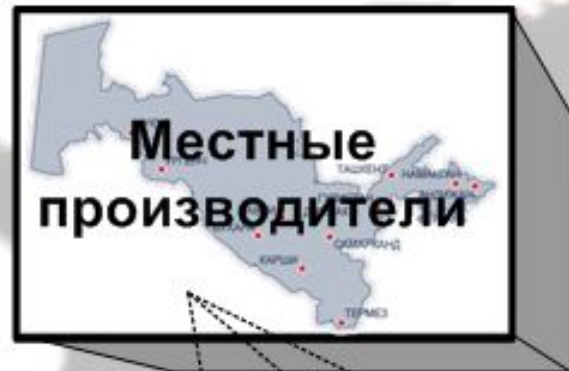 Местные
производители
ТАШКЕНТ
НАМАНГАН
САМАРКАНД
КАРШИ
ТЕРМЕЗ